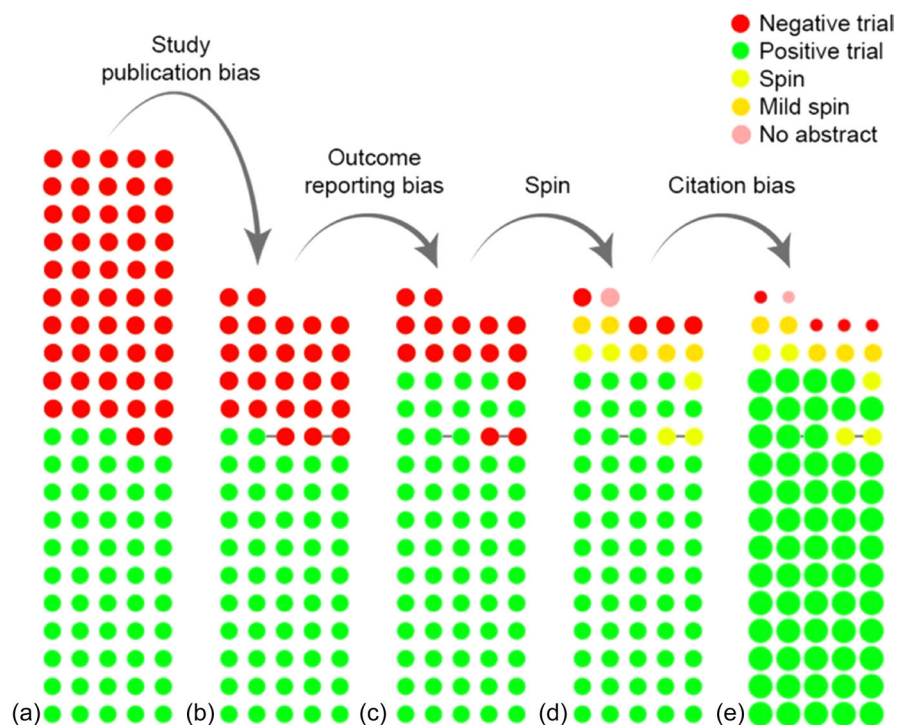 Negative trial
Positive trial
Spin
Mild spin
No abstract
Study
publication bias
Outcome
reporting bias
Spin
Citation bias
(a)
(b)
(c)
(d)
(e)